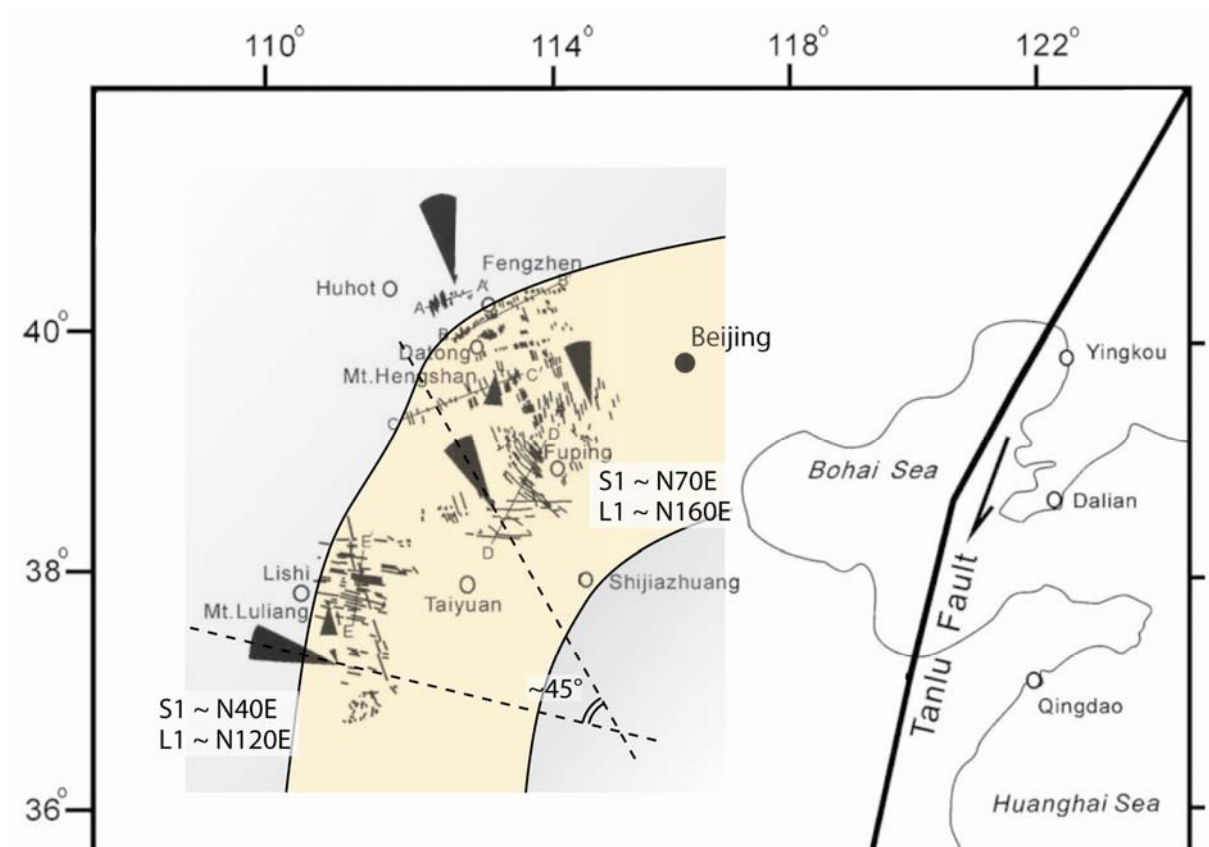 110°
114°
118°
122°
40°
38°
36°
Huhot
Fengzhen
A
A'
B'
B
Datong
Mt.Hengshan
C'
C
Beijing
Yingkou
D
Fuping
S1 ~ N70E
L1 ~ N160E
Bohai Sea
Dalian
D
E'
Lishi
Mt.Luliang
E
Taiyuan
Shijiazhuang
Tanlu Fault
~45°
S1 ~ N40E
L1 ~ N120E
Qingdao
Huanghai Sea